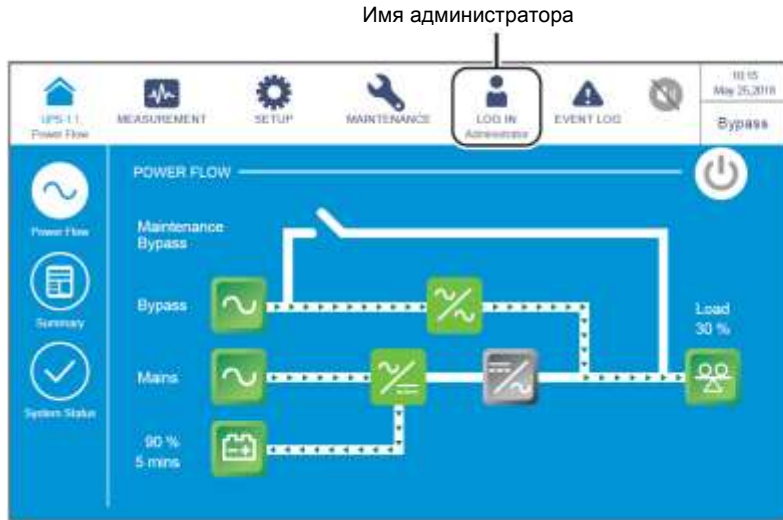 Имя администратора
UPS 1.1
Power Flow
MEASUREMENT
SETUP
MAINTENANCE
LOG IN
Administrator
EVENT LOG
10:15
May 25,2018
Bypass
POWER FLOW
Power Flow
Summary
System Status
Maintenance
Bypass
Bypass
Mains
90 %
5 mins
Load
30 %